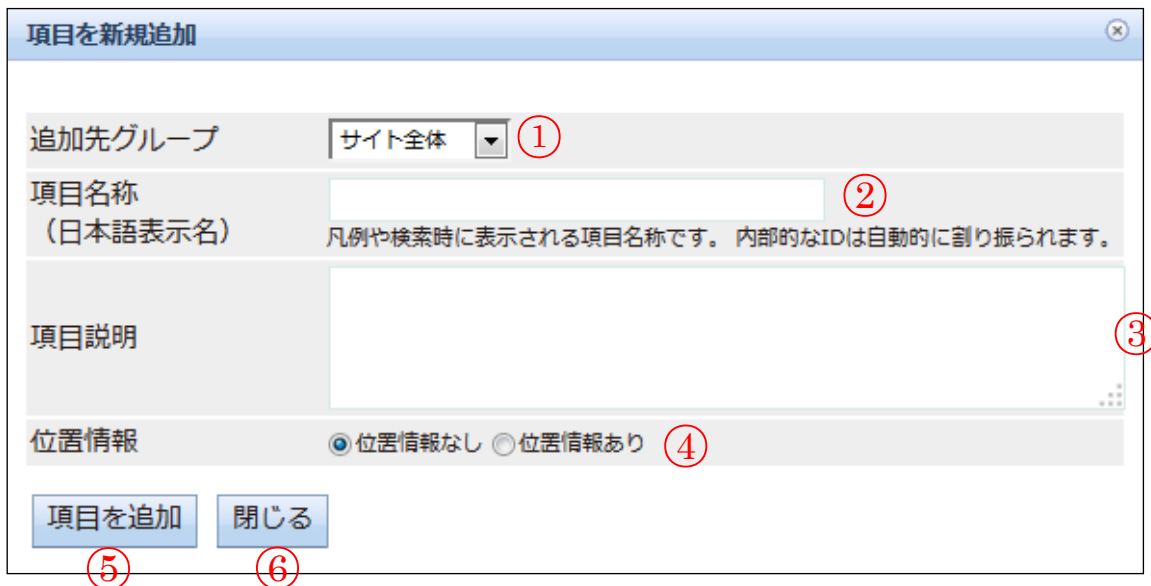 項目を新規追加
追加先グループ サイト全体 ①
項目名称 ②
（日本語表示名） 凡例や検索時に表示される項目名称です。 内部的なIDは自動的に割り振られます。
項目説明 ③
位置情報 位置情報なし 位置情報あり ④
項目を追加 閉じる
⑤ ⑥